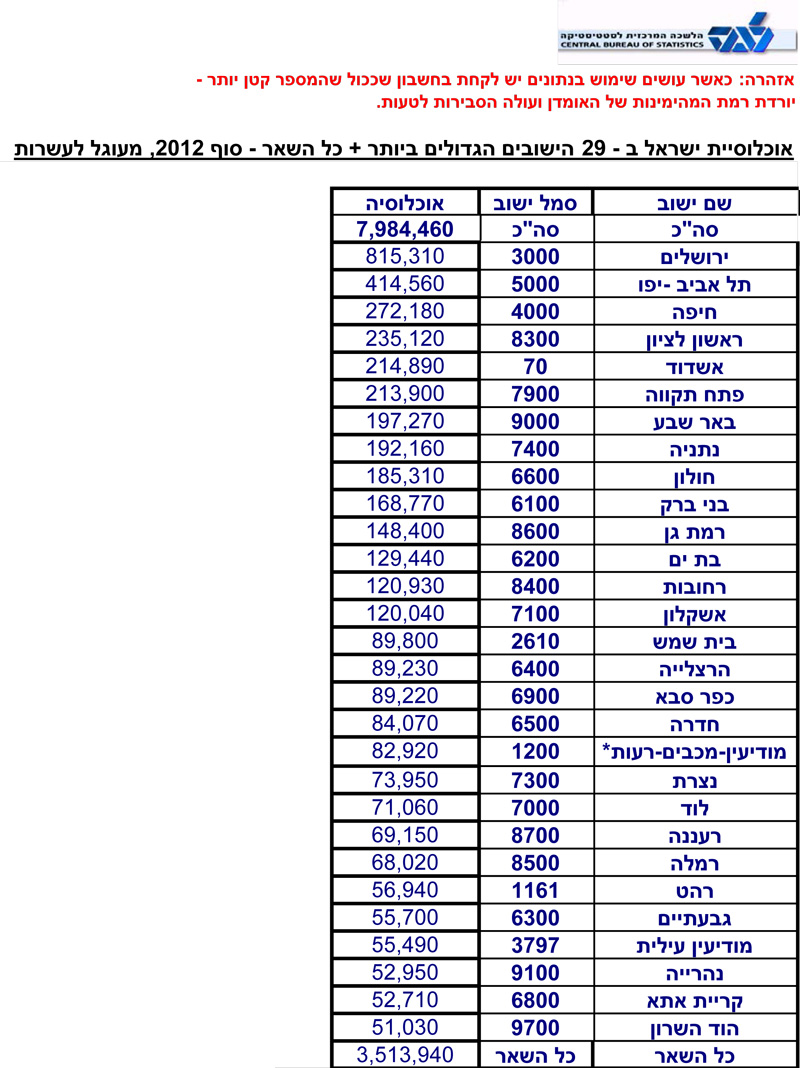 הלשכה המרכזית לסטטיסטיקה
CENTRAL BUREAU OF STATISTICS
אזהרה: כאשר עושים שימוש בנתונים יש לקחת בחשבון שככול שהמספר קטן יותר -
יורדת רמת המהימינות של האומדן ועולה הסבירות לטעות.
אוכלוסיית ישראל ב - 29 הישובים הגדולים ביותר + כל השאר - סוף 2012, מעוגל לעשרות
שם ישוב סמל ישוב אוכלוסיה
סה"כ סה"כ 7,984,460
ירושלים 3000 815,310
תל אביב -יפו 5000 414,560
חיפה 4000 272,180
ראשון לציון 8300 235,120
אשדוד 70 214,890
פתח תקווה 7900 213,900
באר שבע 9000 197,270
נתניה 7400 192,160
חולון 6600 185,310
בני ברק 6100 168,770
רמת גן 8600 148,400
בת ים 6200 129,440
רחובות 8400 120,930
אשקלון 7100 120,040
בית שמש 2610 89,800
הרצלייה 6400 89,230
כפר סבא 6900 89,220
חדרה 6500 84,070
מודיעין-מכבים-רעות* 1200 82,920
נצרת 7300 73,950
לוד 7000 71,060
רעננה 8700 69,150
רמלה 8500 68,020
רהט 1161 56,940
גבעתיים 6300 55,700
מודיעין עילית 3797 55,490
נהרייה 9100 52,950
קריית אתא 6800 52,710
הוד השרון 9700 51,030
כל השאר כל השאר 3,513,940